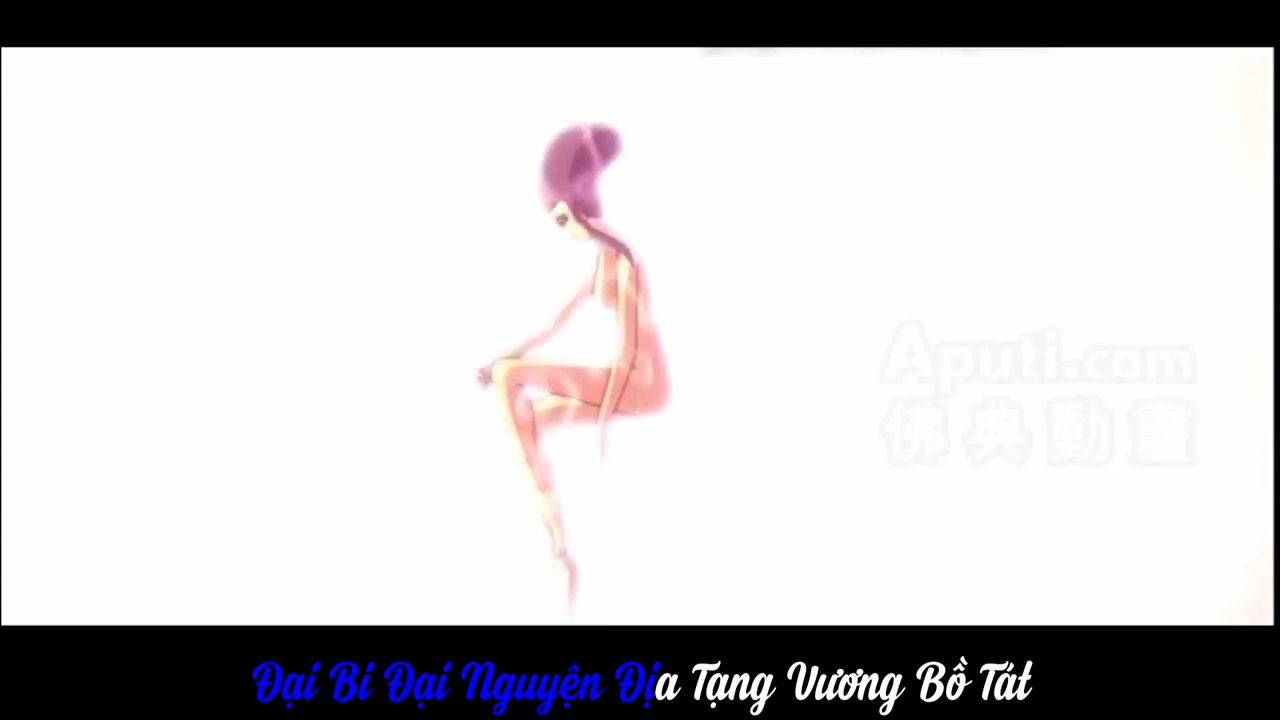 Aputi.com
佛典動畫
Đại Bi Đại Nguyện Địa Tạng Vương Bồ Tát